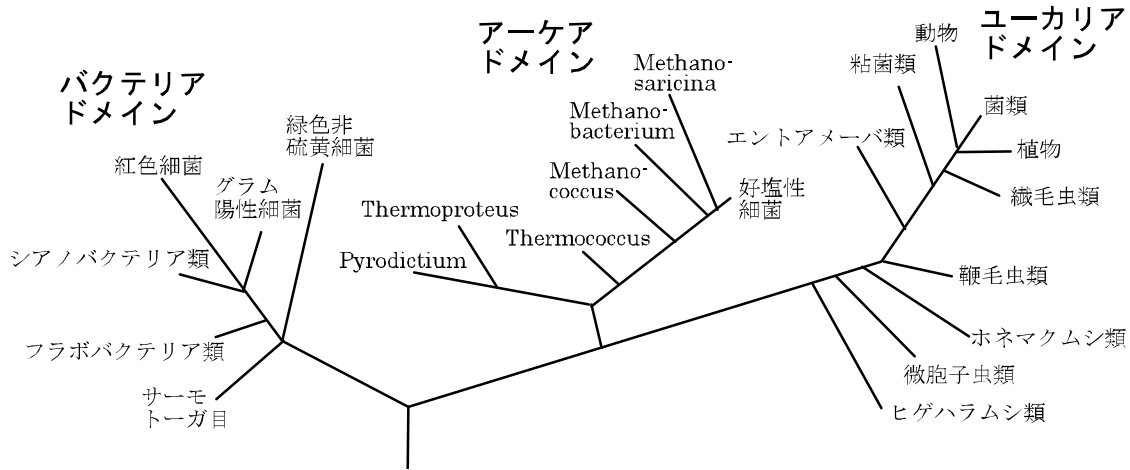 バクテリア
ドメイン
アーケア
ドメイン
ユーカリア
ドメイン
紅色細菌
グラム
陽性細菌
緑色非
硫黄細菌
シアノバクテリア類
フラボバクテリア類
サーモ
トーガ目
Thermoproteus
Pyrodictium
Methano-
saricina
Methano-
bacterium
Methano-
coccus
Thermococcus
好塩性
細菌
動物
粘菌類
エントアメーバ類
菌類
植物
繊毛虫類
鞭毛虫類
ホネマクムシ類
微胞子虫類
ヒゲハラムシ類